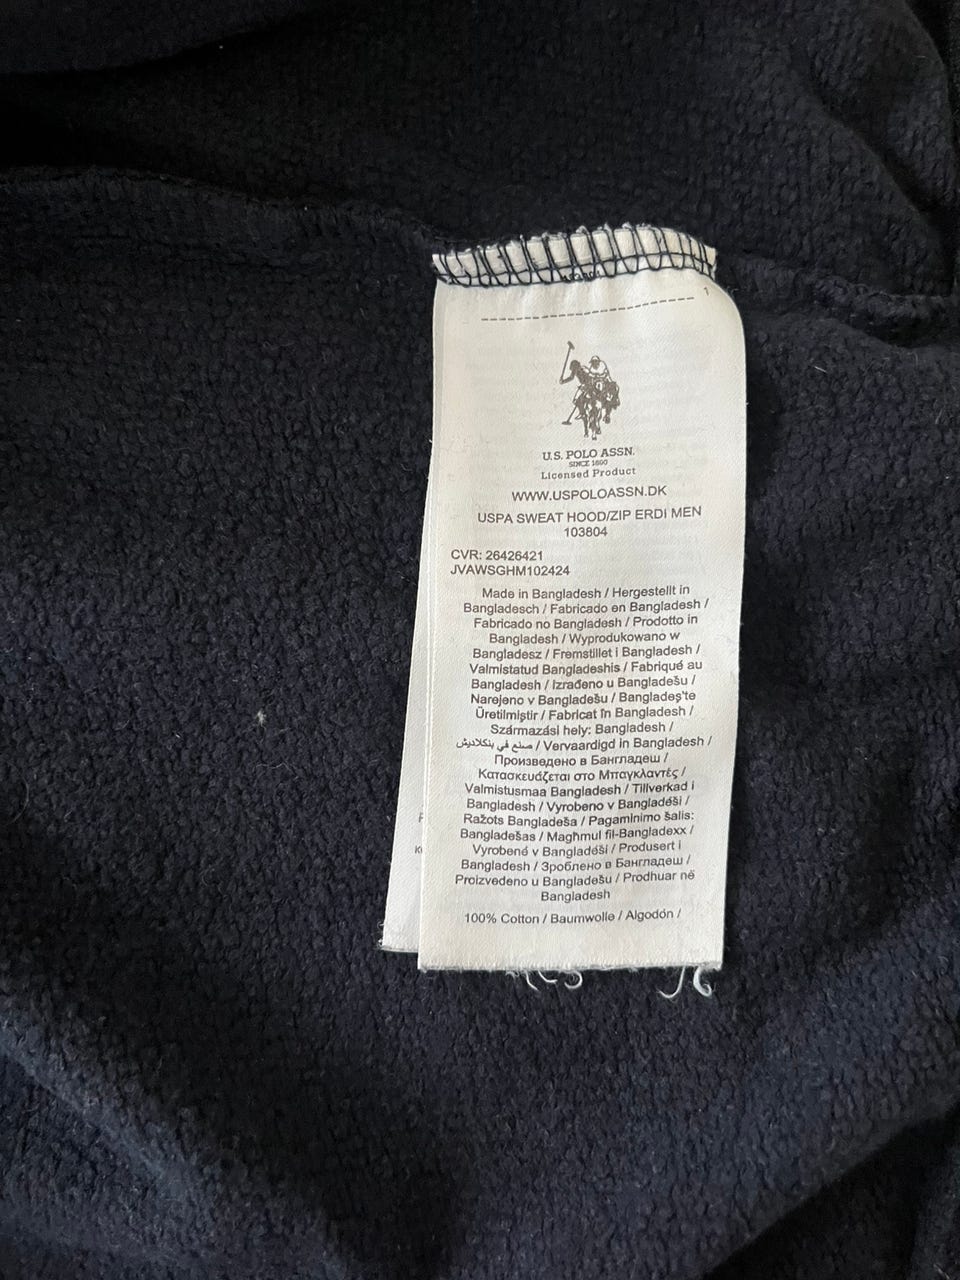 1
U.S. POLO ASSN.
SINCE 1890
Licensed Product
WWW.USPOLOASSN.DK
USPA SWEAT HOOD/ZIP ERDI MEN
103804
CVR: 26426421
JVAWSGHM102424
Made in Bangladesh / Hergestellt in
Bangladesch / Fabricado en Bangladesh /
Fabricado no Bangladesh / Prodotto in
Bangladesh / Wyprodukowano w
Bangladesz / Fremstillet i Bangladesh /
Valmistatud Bangladeshis / Fabriqué au
Bangladesh / Izrađeno u Bangladešu /
Narejeno v Bangladešu / Bangladeş'te
Üretilmiştir / Fabricat în Bangladesh /
Származási hely: Bangladesh /
صنع في بنكلاديش / Vervaardigd in Bangladesh /
Произведено в Бангладеш /
Κατασκευάζεται στο Μπαγκλαντές /
Valmistusmaa Bangladesh / Tillverkad i
Bangladesh / Vyrobeno v Bangladéši /
Ražots Bangladeša / Pagaminimo šalis:
Bangladešas / Magħmul fil-Bangladexx /
Vyrobené v Bangladéši / Produsert i
Bangladesh / Зроблено в Бангладеш /
Proizvedeno u Bangladešu / Prodhuar në
Bangladesh
100% Cotton / Baumwolle / Algodón /